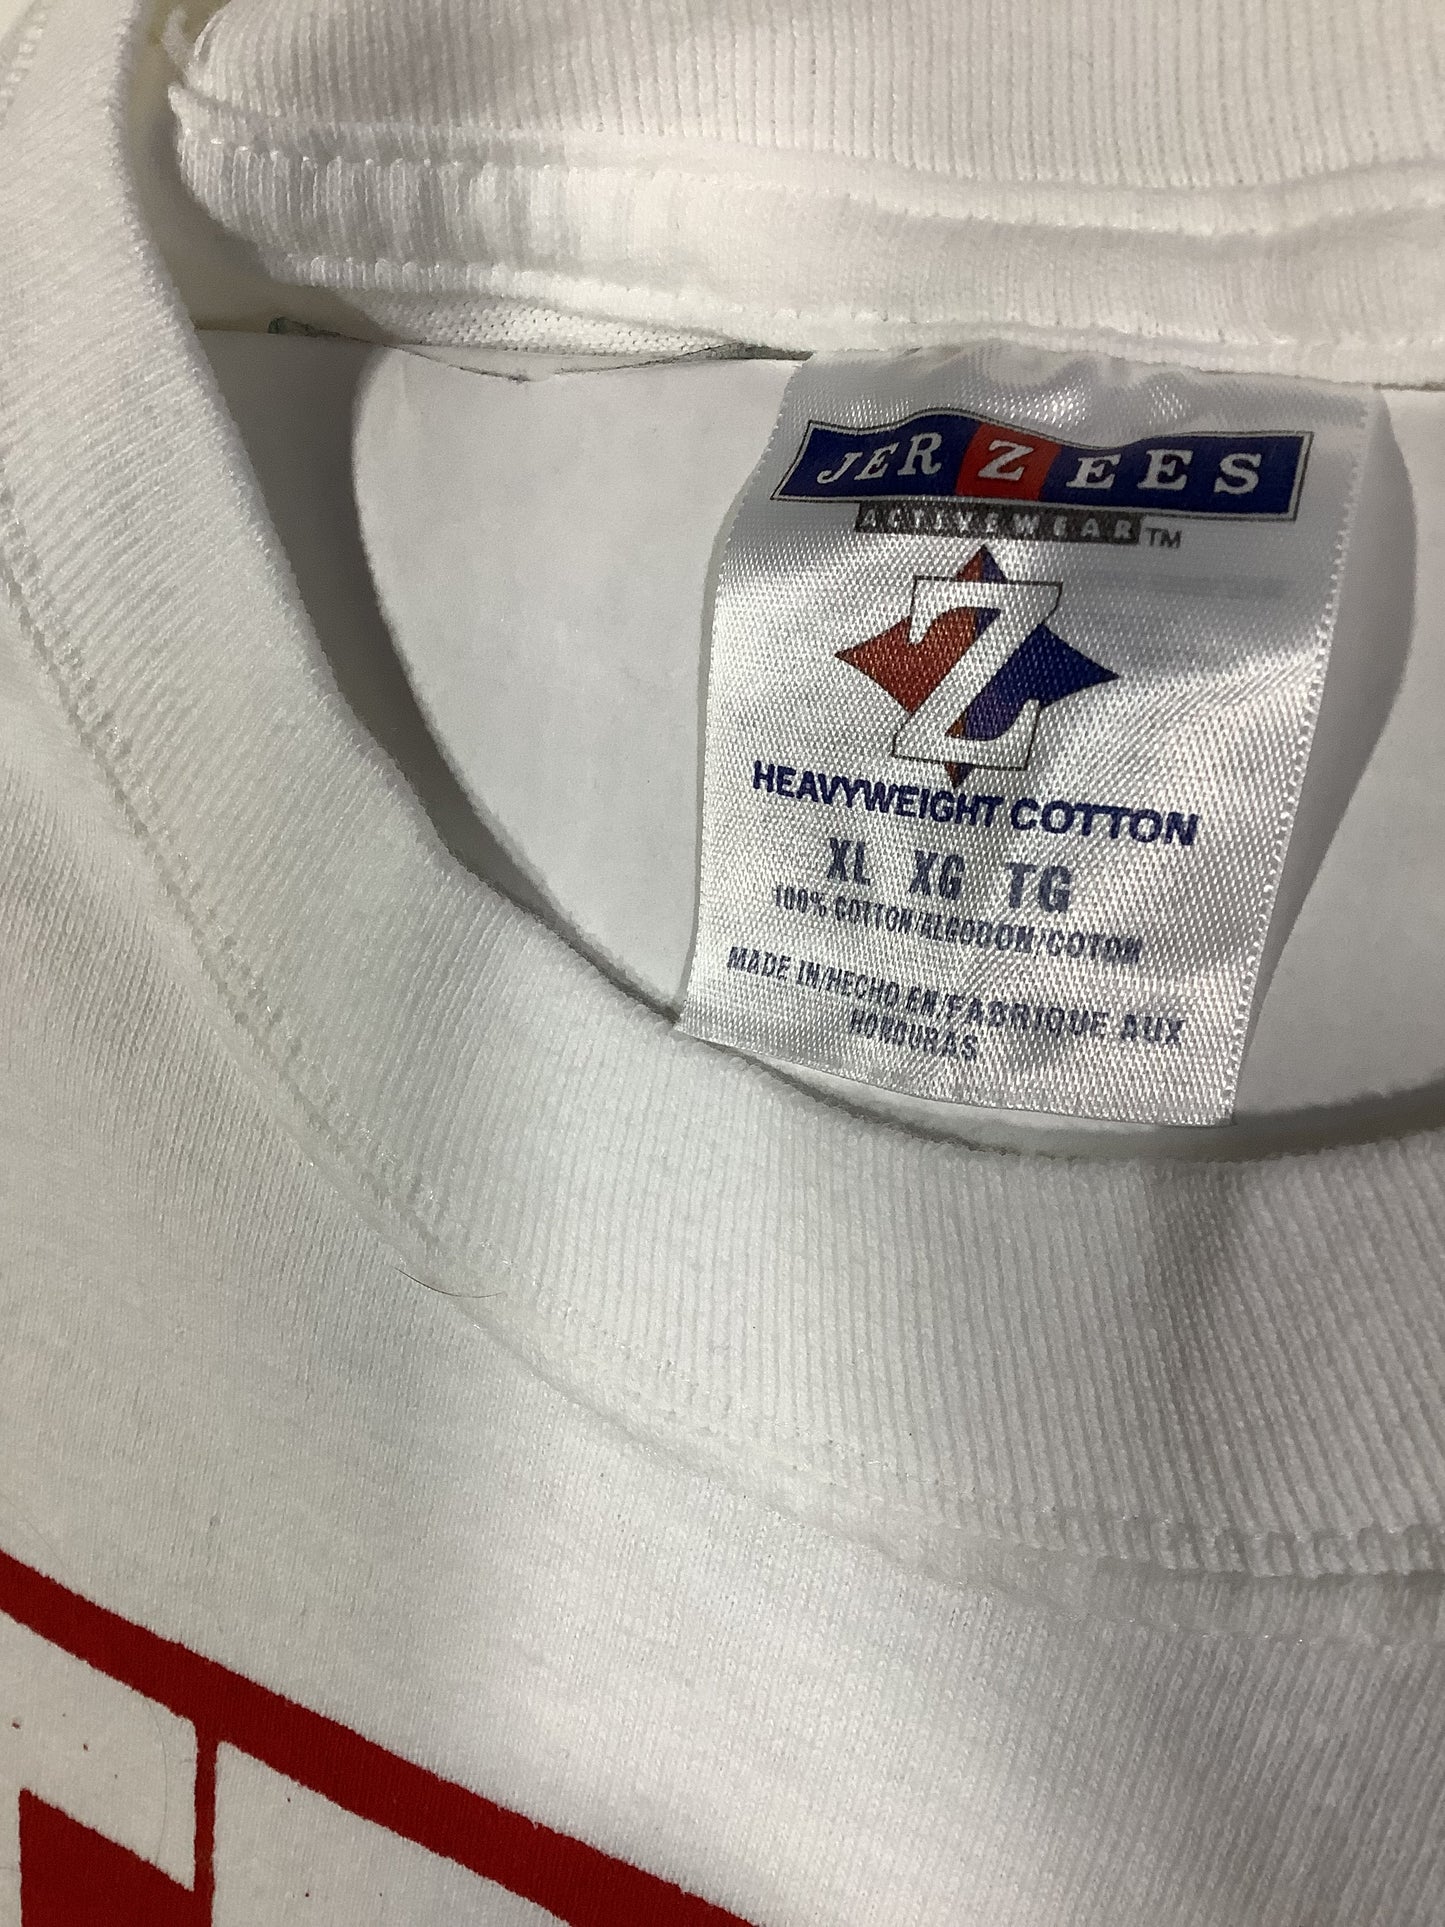 JERZEES
ACTIVEWEAR™
Z
HEAVYWEIGHT COTTON
XL XG TG
100% COTTON/ALGODON/COTON
MADE IN/HECHO EN/FABRIQUE AUX
HONDURAS